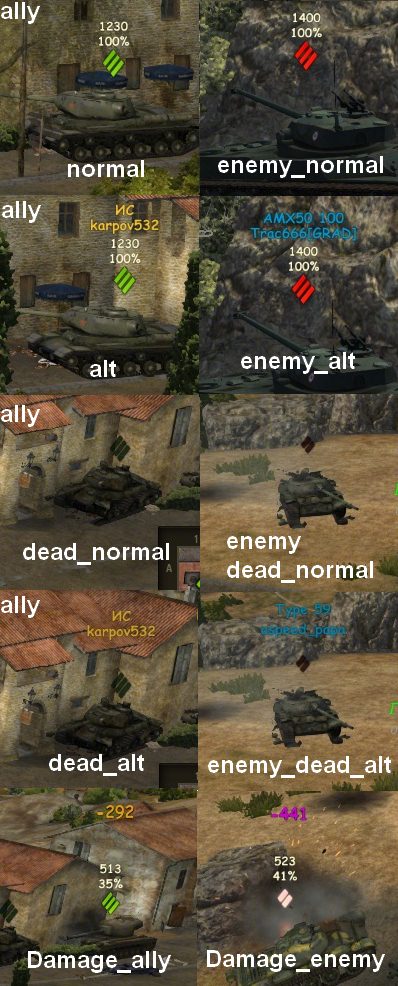 ally
1230
100%
normal
1400
100%
enemy_normal
ally
ИС
karpov532
1230
100%
alt
AMX50 100
Trac666[GRAD]
1400
100%
enemy_alt
ally
dead_normal
enemy
dead_normal
ally
ИС
karpov532
dead_alt
Type 59
enemy_dead_alt
-292
513
35%
Damage_ally
-441
523
41%
Damage_enemy